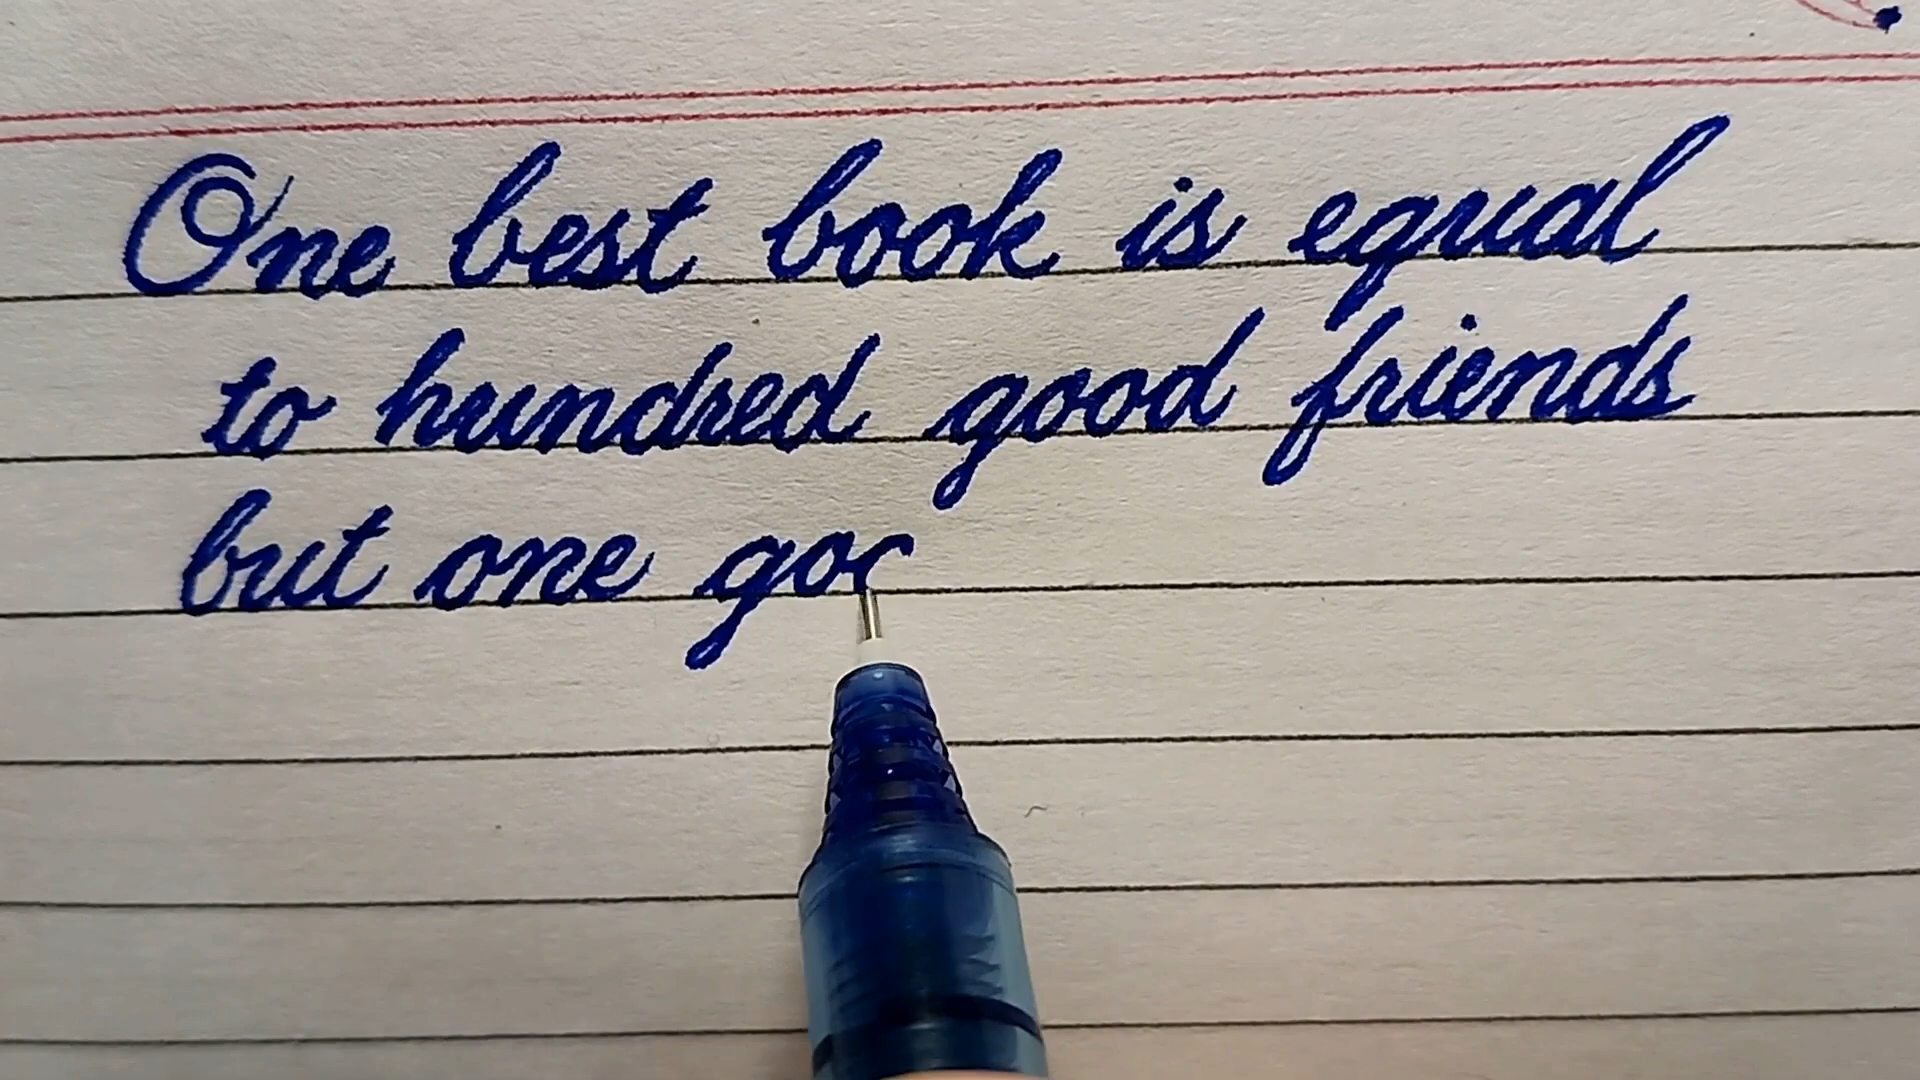 One best book is equal
to hundred good friends
but one go